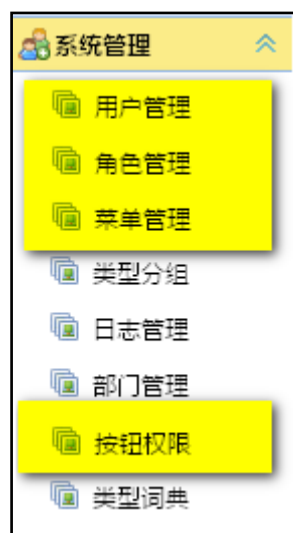 系统管理
用户管理
角色管理
菜单管理
类型分组
日志管理
部门管理
按钮权限
类型词典